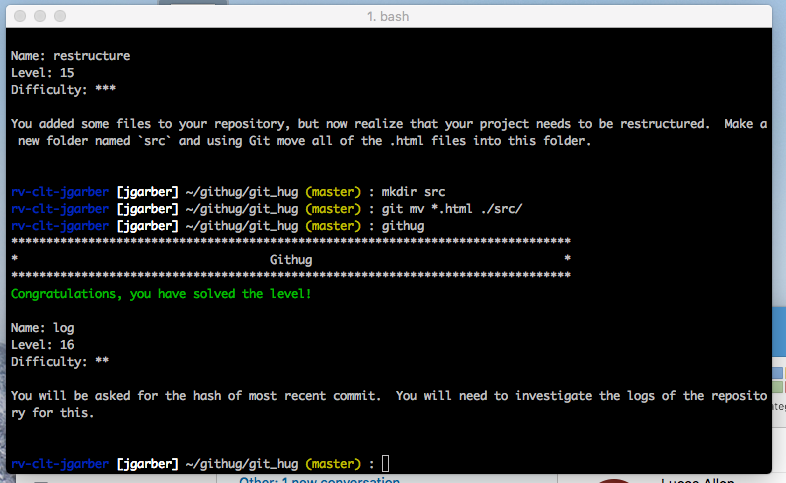 1. bash
Name: restructure
Level: 15
Difficulty: ***
You added some files to your repository, but now realize that your project needs to be restructured.  Make a
 new folder named `src` and using Git move all of the .html files into this folder.
rv-clt-jgarber [jgarber] ~/githug/git_hug (master) : mkdir src
rv-clt-jgarber [jgarber] ~/githug/git_hug (master) : git mv *.html ./src/
rv-clt-jgarber [jgarber] ~/githug/git_hug (master) : githug
********************************************************************************
*                                    Githug                                    *
********************************************************************************
Congratulations, you have solved the level!
Name: log
Level: 16
Difficulty: **
You will be asked for the hash of most recent commit.  You will need to investigate the logs of the reposito
ry for this.
rv-clt-jgarber [jgarber] ~/githug/git_hug (master) :
Other: 1 new conversation
Lucas Allen